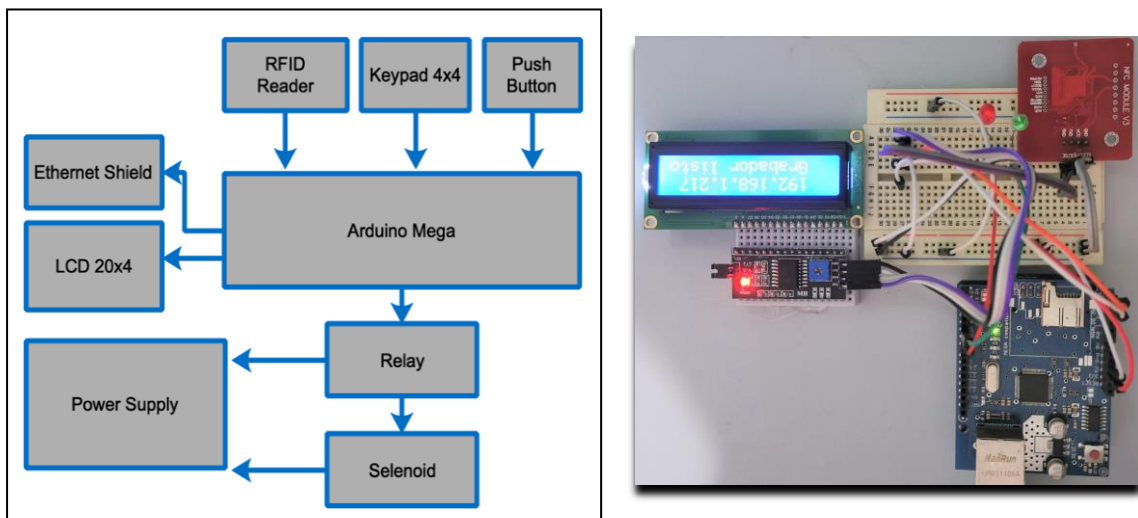 RFID
Reader
Keypad 4x4
Push
Button
Ethernet Shield
LCD 20x4
Arduino Mega
Relay
Power Supply
Selenoid
NFC MODULE V3
Grabador listo
192.168.1.217
HanRun